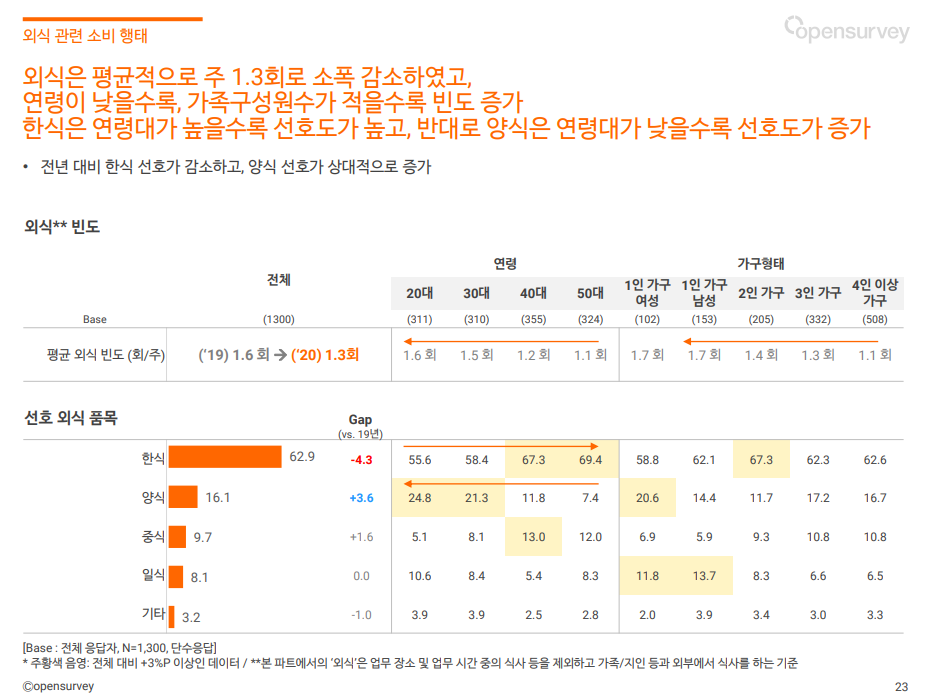 외식 관련 소비 행태
opensurvey
외식은 평균적으로 주 1.3회로 소폭 감소하였고,
연령이 낮을수록, 가족구성원수가 적을수록 빈도 증가
한식은 연령대가 높을수록 선호도가 높고, 반대로 양식은 연령대가 낮을수록 선호도가 증가
• 전년 대비 한식 선호가 감소하고, 양식 선호가 상대적으로 증가
외식** 빈도
전체 연령 가구형태
20대 30대 40대 50대 1인 가구 여성 1인 가구 남성 2인 가구 3인 가구 4인 이상 가구
Base (1300) (311) (310) (355) (324) (102) (153) (205) (332) (508)
평균 외식 빈도 (회/주) ('19) 1.6 회 → ('20) 1.3회 1.6 회 1.5 회 1.2 회 1.1 회 1.7 회 1.7 회 1.4 회 1.3 회 1.1 회
선호 외식 품목 Gap
(vs. 19년)
한식 62.9 -4.3 55.6 58.4 67.3 69.4 58.8 62.1 67.3 62.3 62.6
양식 16.1 +3.6 24.8 21.3 11.8 7.4 20.6 14.4 11.7 17.2 16.7
중식 9.7 +1.6 5.1 8.1 13.0 12.0 6.9 5.9 9.3 10.8 10.8
일식 8.1 0.0 10.6 8.4 5.4 8.3 11.8 13.7 8.3 6.6 6.5
기타 3.2 -1.0 3.9 3.9 2.5 2.8 2.0 3.9 3.4 3.0 3.3
[Base : 전체 응답자, N=1,300, 단수응답]
* 주황색 음영: 전체 대비 +3%P 이상인 데이터 / **본 파트에서의 '외식'은 업무 장소 및 업무 시간 중의 식사 등을 제외하고 가족/지인 등과 외부에서 식사를 하는 기준
©opensurvey
23